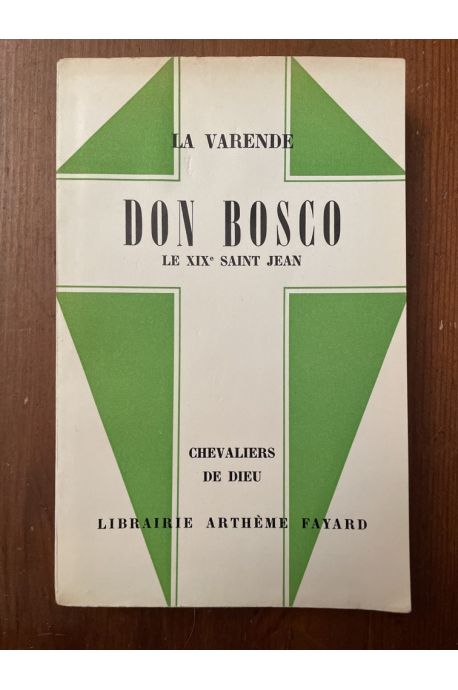 LA VARENDE
DON BOSCO
LE XIXe SAINT JEAN
CHEVALIERS
DE DIEU
LIBRAIRIE ARTHÈME FAYARD